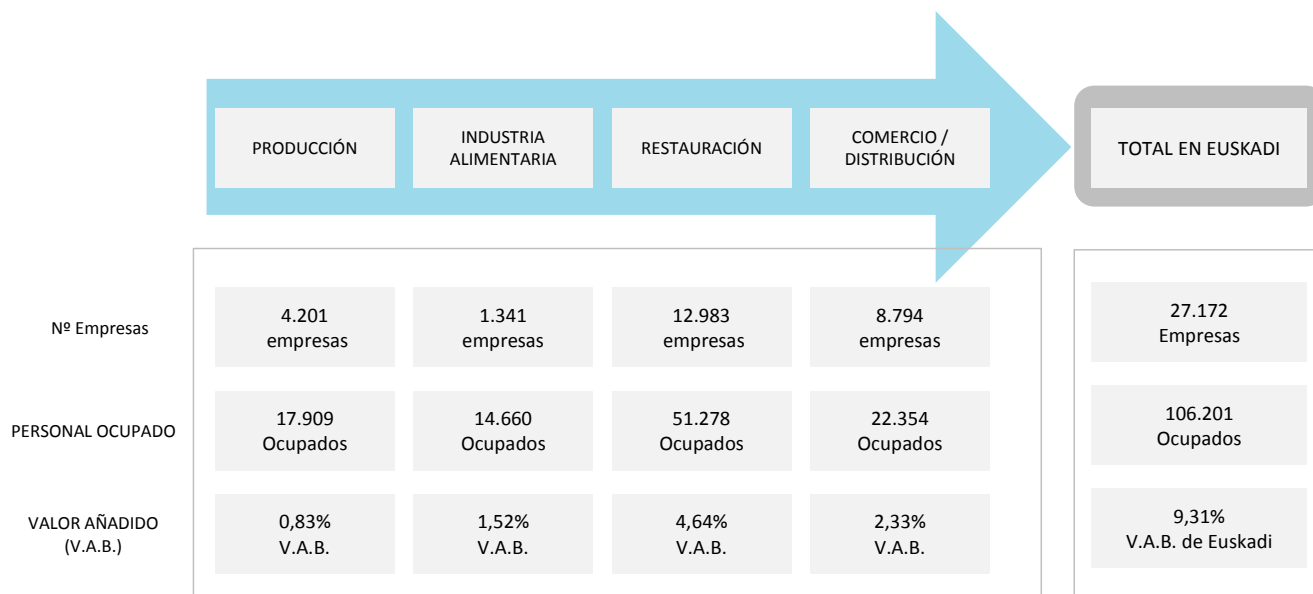 PRODUCCIÓN
INDUSTRIA
ALIMENTARIA
RESTAURACIÓN
COMERCIO /
DISTRIBUCIÓN
TOTAL EN EUSKADI
Nº Empresas
4.201
empresas
1.341
empresas
12.983
empresas
8.794
empresas
27.172
Empresas
PERSONAL OCUPADO
17.909
Ocupados
14.660
Ocupados
51.278
Ocupados
22.354
Ocupados
106.201
Ocupados
VALOR AÑADIDO
(V.A.B.)
0,83%
V.A.B.
1,52%
V.A.B.
4,64%
V.A.B.
2,33%
V.A.B.
9,31%
V.A.B. de Euskadi